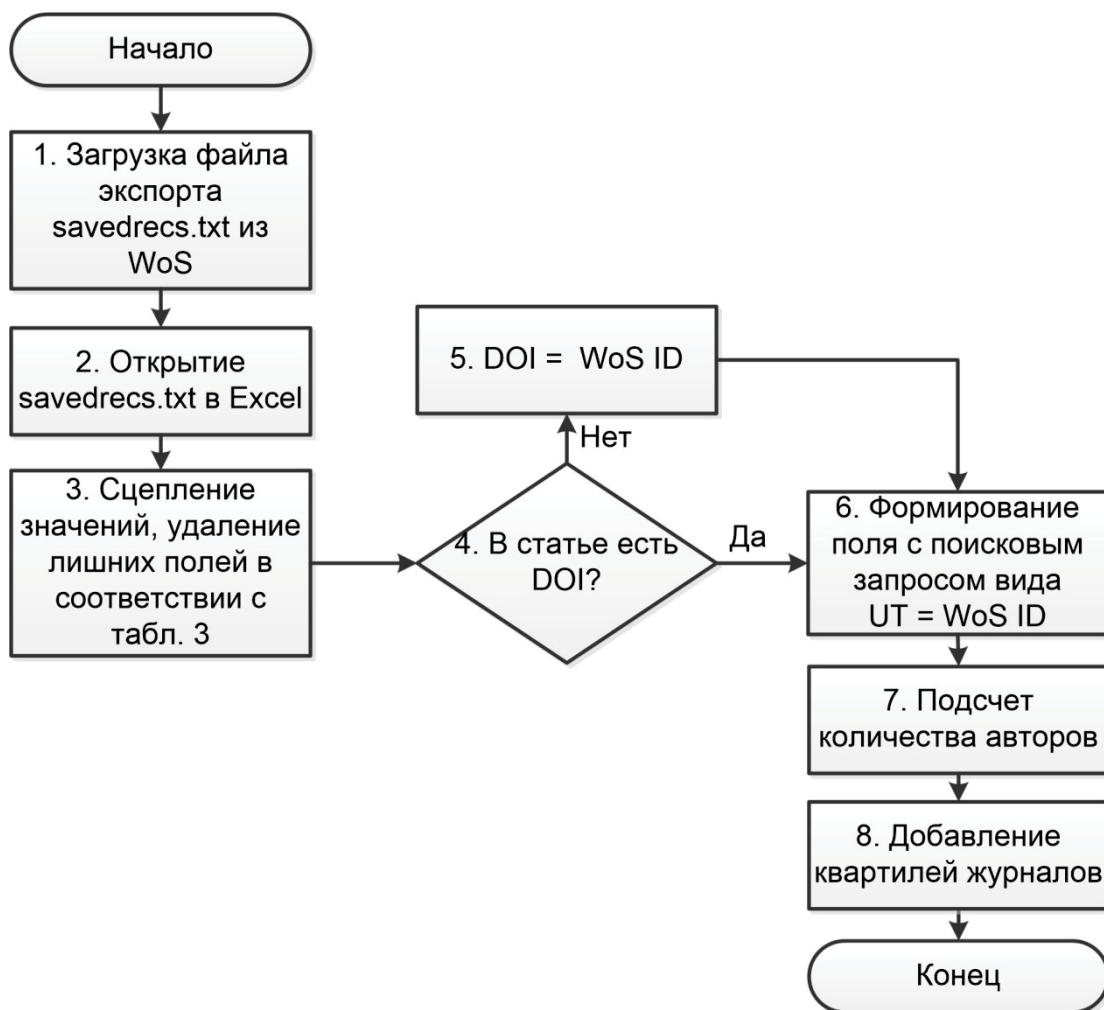 Начало
1. Загрузка файла
экспорта
savedrecs.txt из
WoS
2. Открытие
savedrecs.txt в Excel
3. Сцепление
значений, удаление
лишних полей в
соответствии с
табл. 3
4. В статье есть
DOI?
Нет
5. DOI = WoS ID
Да
6. Формирование
поля с поисковым
запросом вида
UT = WoS ID
7. Подсчет
количества авторов
8. Добавление
квартилей журналов
Конец